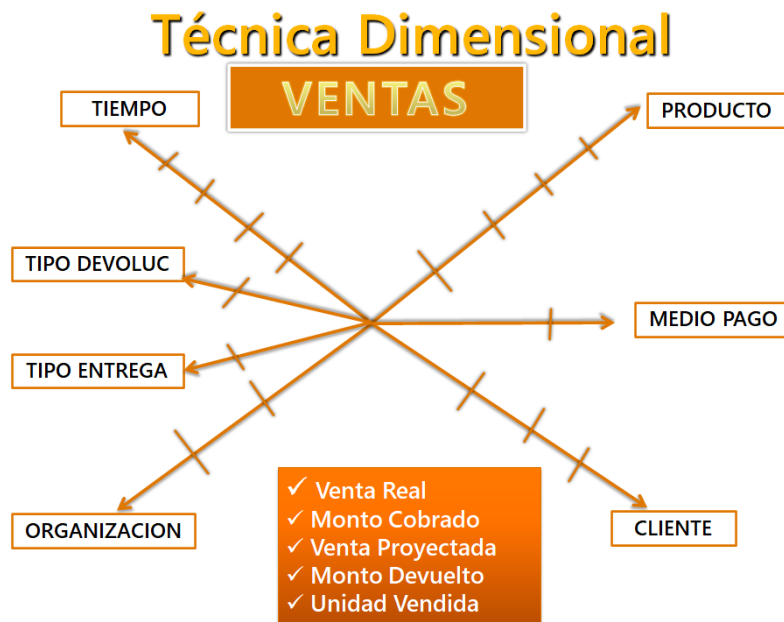 Técnica Dimensional
VENTAS
TIEMPO
PRODUCTO
TIPO DEVOLUC
MEDIO PAGO
TIPO ENTREGA
ORGANIZACION
CLIENTE
✓ Venta Real
✓ Monto Cobrado
✓ Venta Proyectada
✓ Monto Devuelto
✓ Unidad Vendida